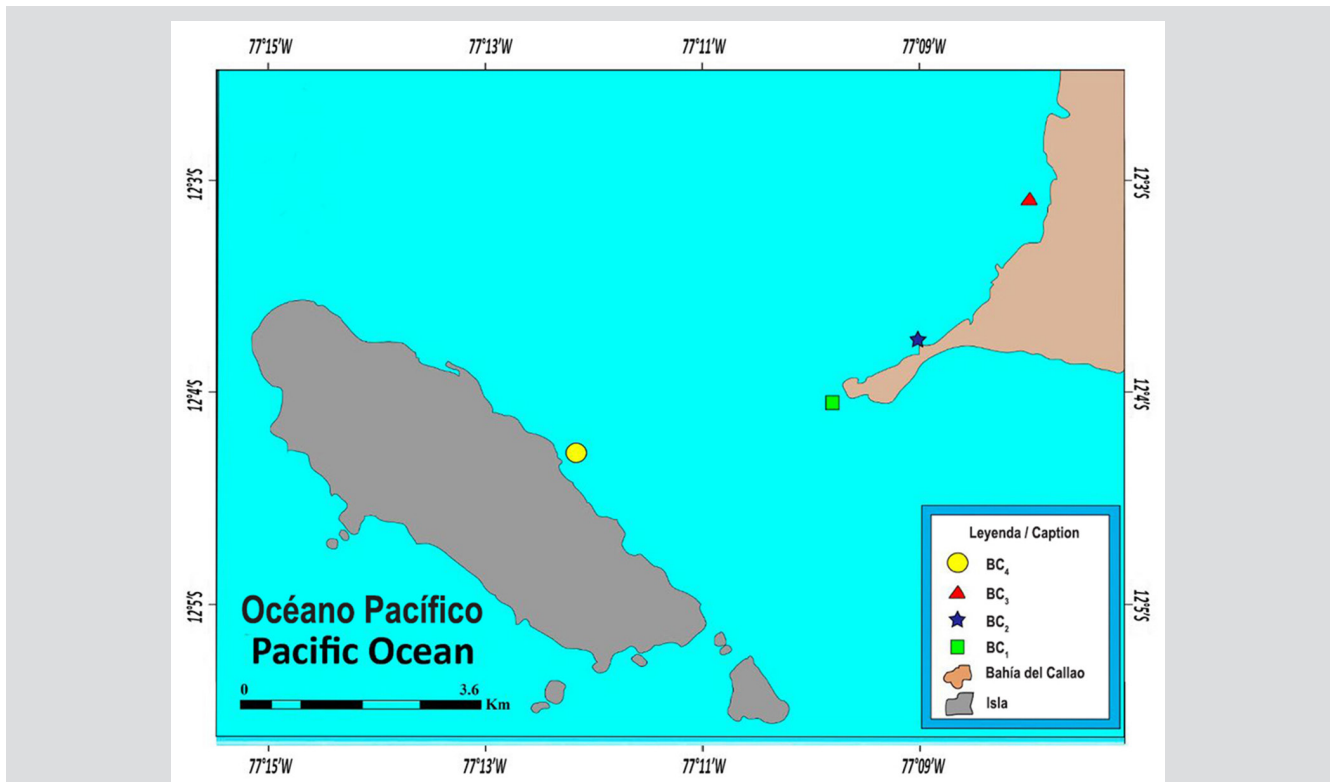 77°15'W 77°13'W 77°11'W 77°09'W
12°3'S 12°3'S
12°4'S 12°4'S
12°5'S 12°5'S
Océano Pacífico
Pacific Ocean
0 3.6
Km
Leyenda / Caption
BC₄
BC₃
BC₂
BC₁
Bahía del Callao
Isla
77°15'W 77°13'W 77°11'W 77°09'W